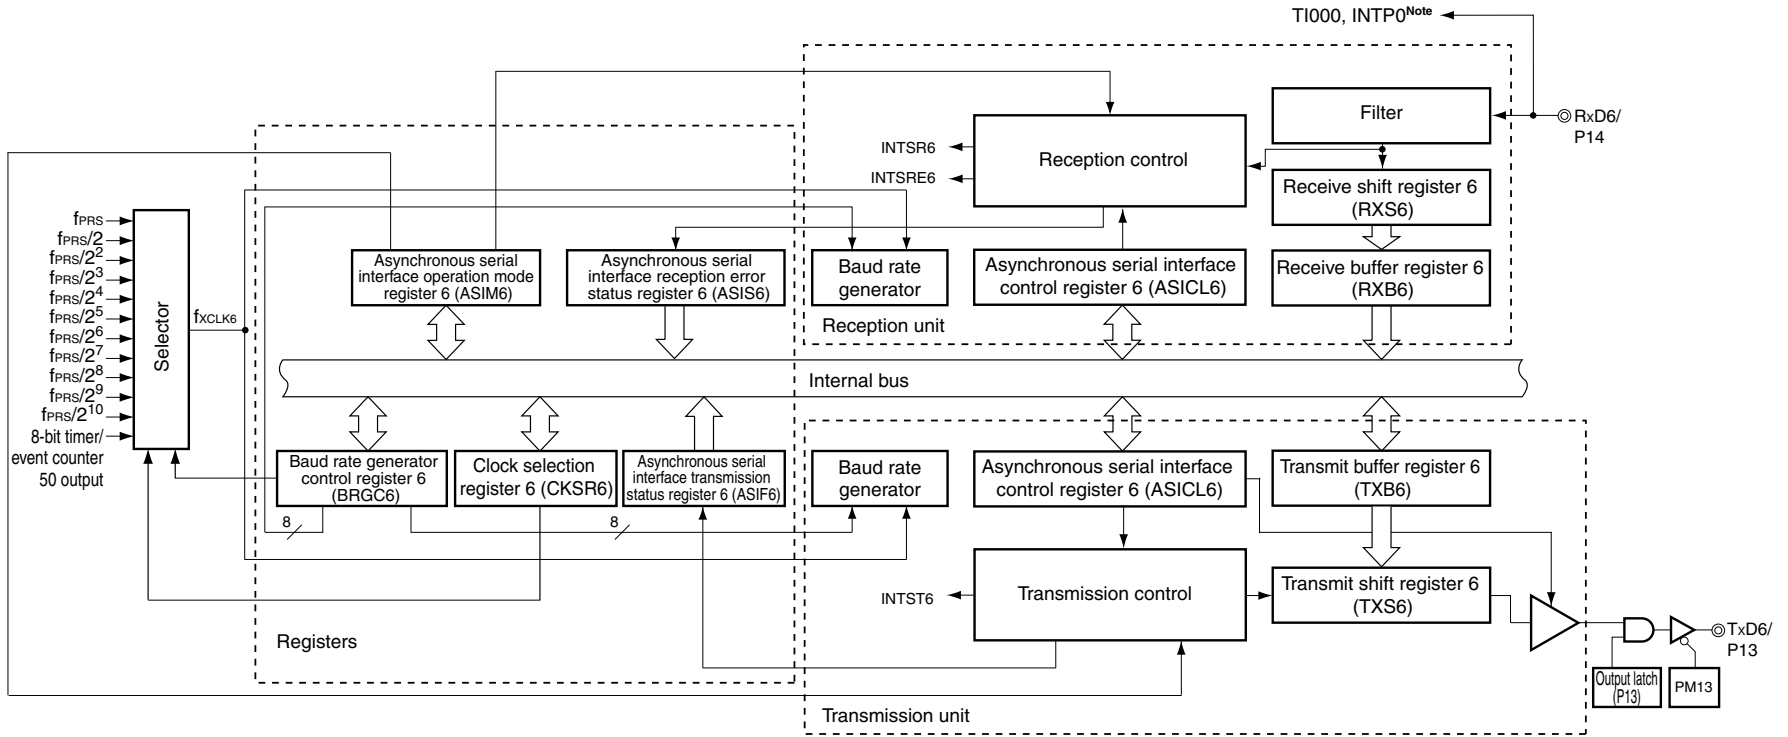 TI000, INTP0Note
Filter
RxD6/
P14
INTSR6
INTSRE6
Reception control
Receive shift register 6
(RXS6)
fPRS
fPRS/2
fPRS/2²
fPRS/2³
fPRS/2⁴
fPRS/2⁵
fPRS/2⁶
fPRS/2⁷
fPRS/2⁸
fPRS/2⁹
fPRS/2¹⁰
8-bit timer/
event counter
50 output
Selector
fXCLK6
Asynchronous serial
interface operation mode
register 6 (ASIM6)
Asynchronous serial
interface reception error
status register 6 (ASIS6)
Baud rate
generator
Asynchronous serial interface
control register 6 (ASICL6)
Receive buffer register 6
(RXB6)
Reception unit
Internal bus
Baud rate generator
control register 6
(BRGC6)
Clock selection
register 6 (CKSR6)
Asynchronous serial
interface transmission
status register 6 (ASIF6)
Baud rate
generator
Asynchronous serial interface
control register 6 (ASICL6)
Transmit buffer register 6
(TXB6)
8
8
INTST6
Transmission control
Transmit shift register 6
(TXS6)
Registers
TxD6/
P13
Output latch
(P13)
PM13
Transmission unit